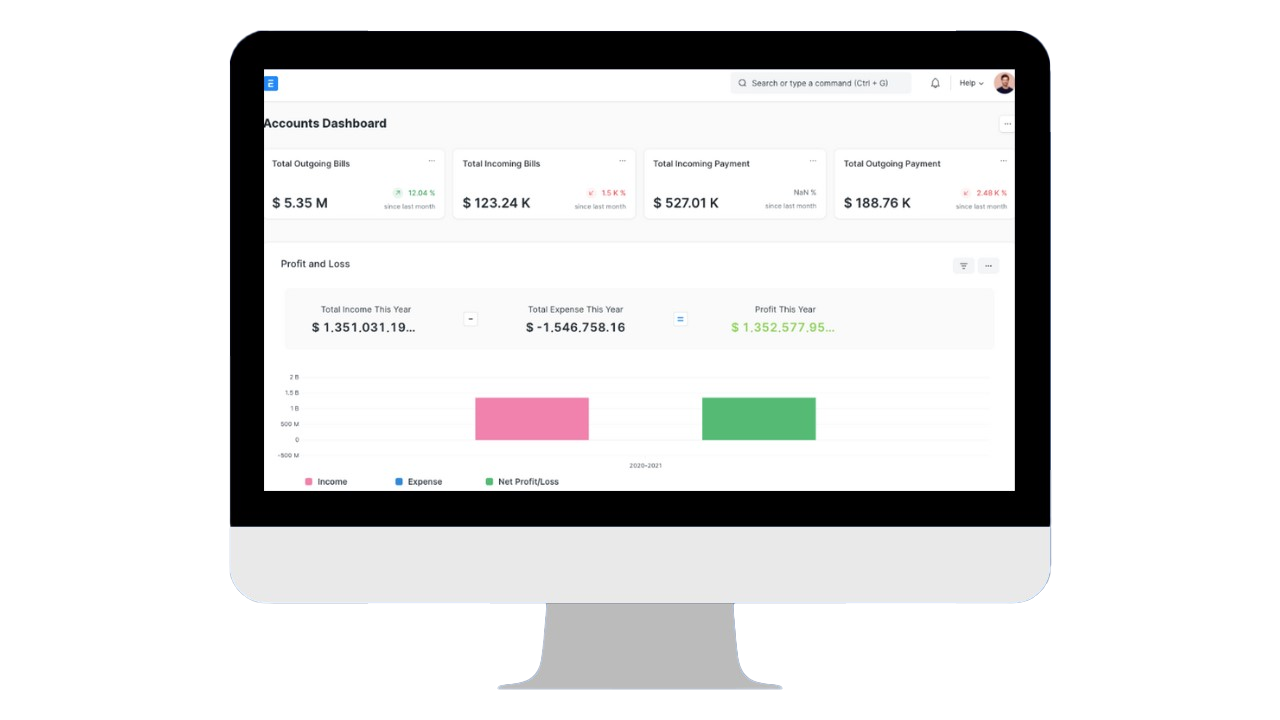 E
Search or type a command (Ctrl + G)
Help
Accounts Dashboard
Total Outgoing Bills
$ 5.35 M
12.04 %
since last month
Total Incoming Bills
$ 123.24 K
1.5 K %
since last month
Total Incoming Payment
$ 527.01 K
NaN %
since last month
Total Outgoing Payment
$ 188.76 K
2.48 K %
since last month
Profit and Loss
Total Income This Year
$ 1,351,031,19...
-
Total Expense This Year
$ -1,546,758.16
=
Profit This Year
$ 1,352,577,95...
2 B
1.5 B
1 B
500 M
0
-500 M
2020-2021
Income
Expense
Net Profit/Loss